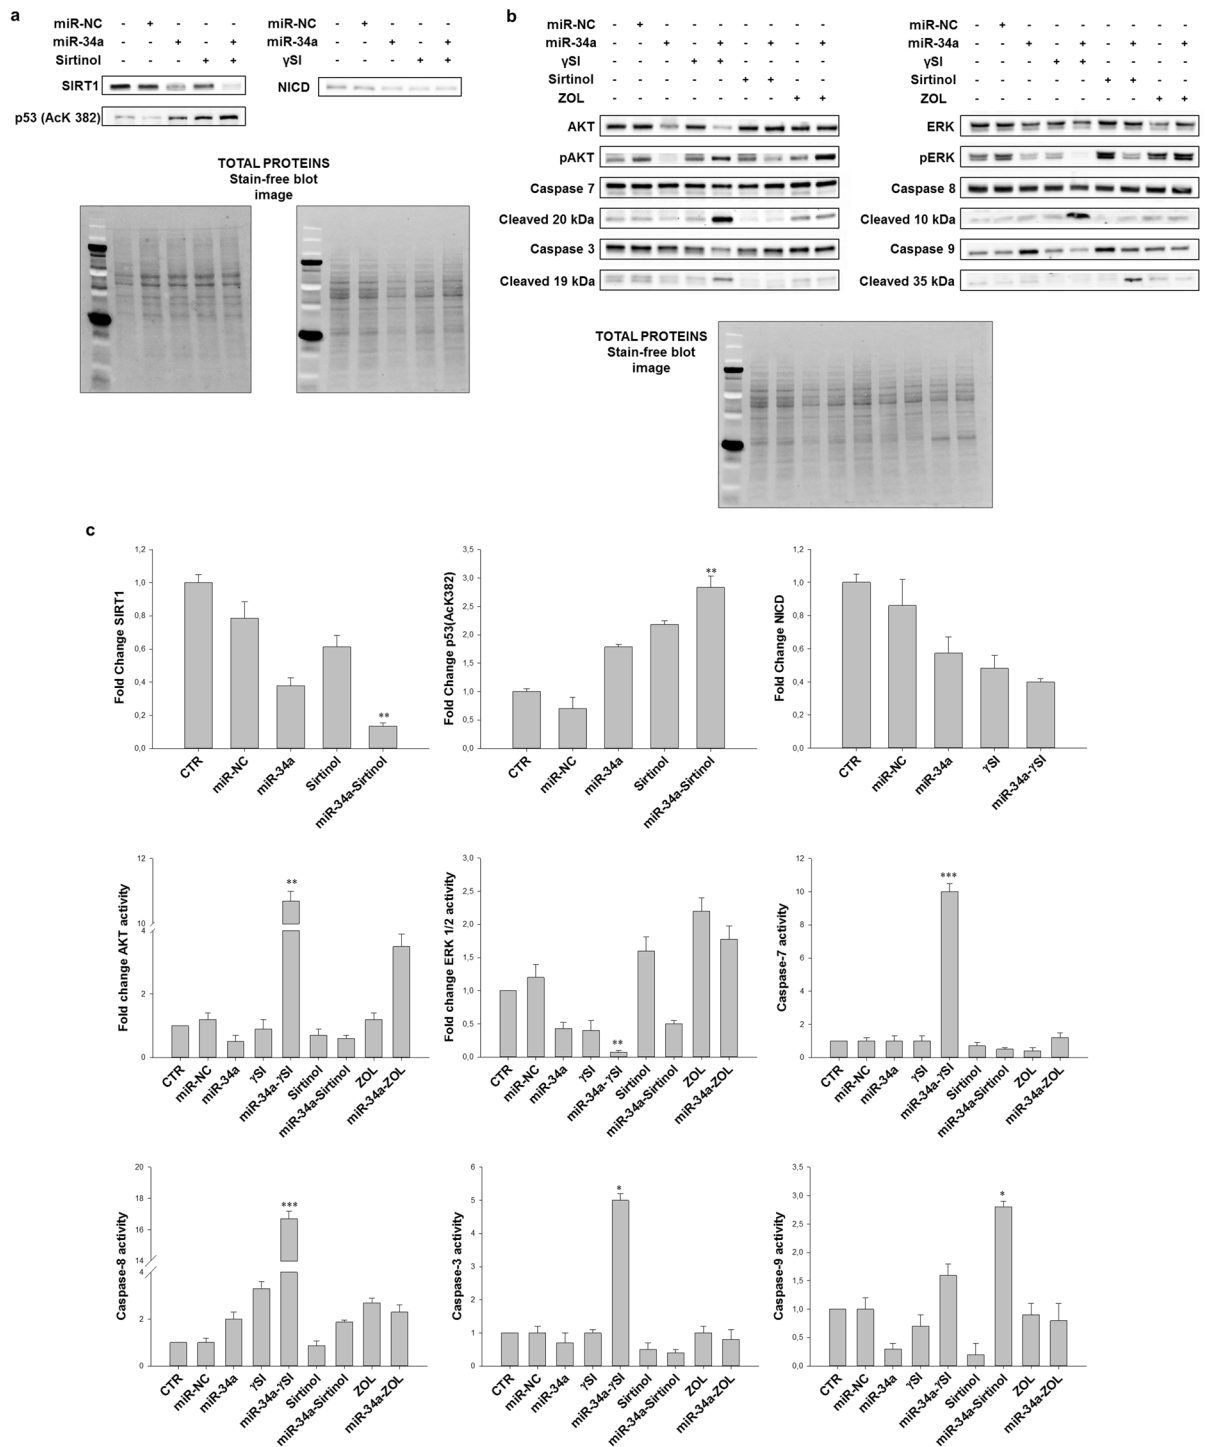 a
miR-NC - + - - -
miR-34a - - + - +
Sirtinol - - - + +
SIRT1
p53 (AcK 382)
miR-NC - + - - -
miR-34a - - + - +
γSI - - - + +
NICD
TOTAL PROTEINS
Stain-free blot
image
b
miR-NC - + - - - - - - -
miR-34a - - + - + - + - +
γSI - - - + + - - - -
Sirtinol - - - - - + + - -
ZOL - - - - - - - + +
AKT
pAKT
Caspase 7
Cleaved 20 kDa
Caspase 3
Cleaved 19 kDa
miR-NC - + - - - - - - -
miR-34a - - + - + - + - +
γSI - - - + + - - - -
Sirtinol - - - - - + + - -
ZOL - - - - - - - + +
ERK
pERK
Caspase 8
Cleaved 10 kDa
Caspase 9
Cleaved 35 kDa
TOTAL PROTEINS
Stain-free blot
image
c
Fold Change SIRT1
1,2
1,0
0,8
0,6
0,4
0,2
0,0
**
CTR
miR-NC
miR-34a
Sirtinol
miR-34a-Sirtinol
Fold Change p53(AcK382)
3,5
3,0
2,5
2,0
1,5
1,0
0,5
0,0
**
CTR
miR-NC
miR-34a
Sirtinol
miR-34a-Sirtinol
Fold Change NICD
1,2
1,0
0,8
0,6
0,4
0,2
0,0
CTR
miR-NC
miR-34a
γSI
miR-34a-γSI
Fold change AKT activity
12
10
4
2
0
**
CTR
miR-NC
miR-34a
γSI
miR-34a-γSI
Sirtinol
miR-34a-Sirtinol
ZOL
miR-34a-ZOL
Fold change ERK 1/2 activity
3,0
2,5
2,0
1,5
1,0
0,5
0,0
**
CTR
miR-NC
miR-34a
γSI
miR-34a-γSI
Sirtinol
miR-34a-Sirtinol
ZOL
miR-34a-ZOL
Caspase-7 activity
12
10
8
6
4
2
0
***
CTR
miR-NC
miR-34a
γSI
miR-34a-γSI
Sirtinol
miR-34a-Sirtinol
ZOL
miR-34a-ZOL
Caspase-8 activity
20
18
16
14
4
2
0
***
CTR
miR-NC
miR-34a
γSI
miR-34a-γSI
Sirtinol
miR-34a-Sirtinol
ZOL
miR-34a-ZOL
Caspase-3 activity
6
5
4
3
2
1
0
*
CTR
miR-NC
miR-34a
γSI
miR-34a-γSI
Sirtinol
miR-34a-Sirtinol
ZOL
miR-34a-ZOL
Caspase-9 activity
3,5
3,0
2,5
2,0
1,5
1,0
0,5
0,0
*
CTR
miR-NC
miR-34a
γSI
miR-34a-γSI
Sirtinol
miR-34a-Sirtinol
ZOL
miR-34a-ZOL